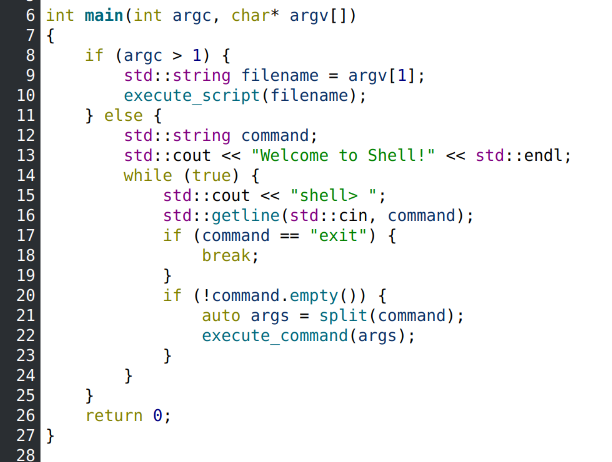 6 int main(int argc, char* argv[])
7 {
8     if (argc > 1) {
9         std::string filename = argv[1];
10         execute_script(filename);
11     } else {
12         std::string command;
13         std::cout << "Welcome to Shell!" << std::endl;
14         while (true) {
15             std::cout << "shell> ";
16             std::getline(std::cin, command);
17             if (command == "exit") {
18                 break;
19             }
20             if (!command.empty()) {
21                 auto args = split(command);
22                 execute_command(args);
23             }
24         }
25     }
26     return 0;
27 }
28